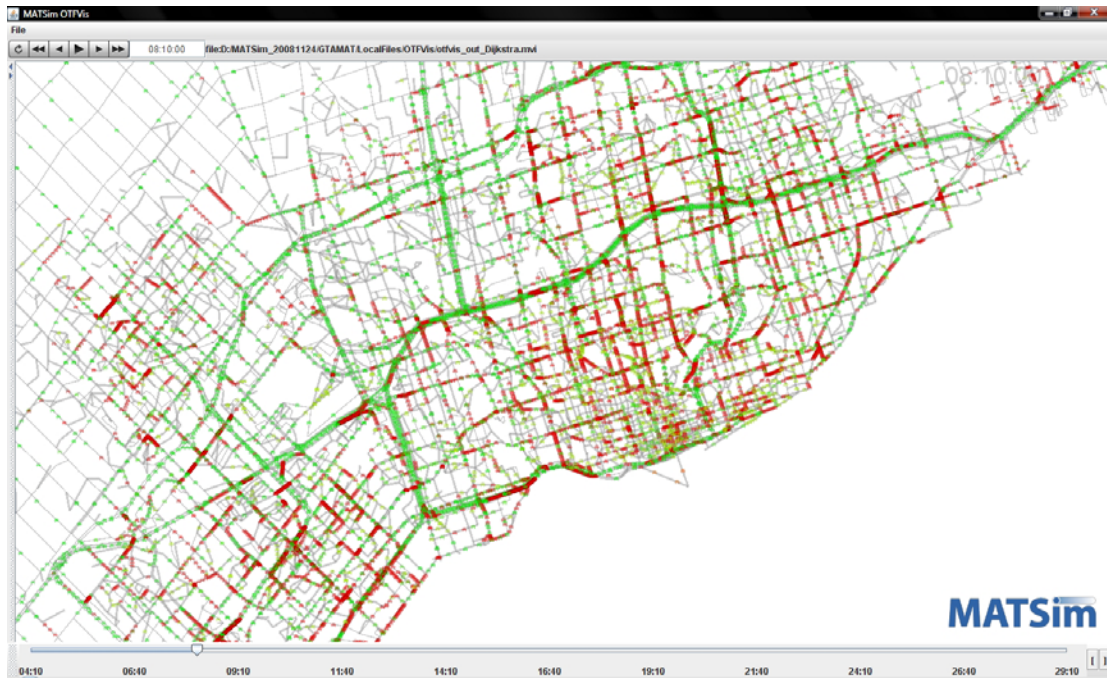 MATSim OTFVis
File
08:10:00 file:D:/MATSim_20081124/GTAMAT/LocalFiles/OTFVis/otfvis_out_Dijkstra.mvi
08:10:00
MATSim
04:10 06:40 09:10 11:40 14:10 16:40 19:10 21:40 24:10 26:40 29:10